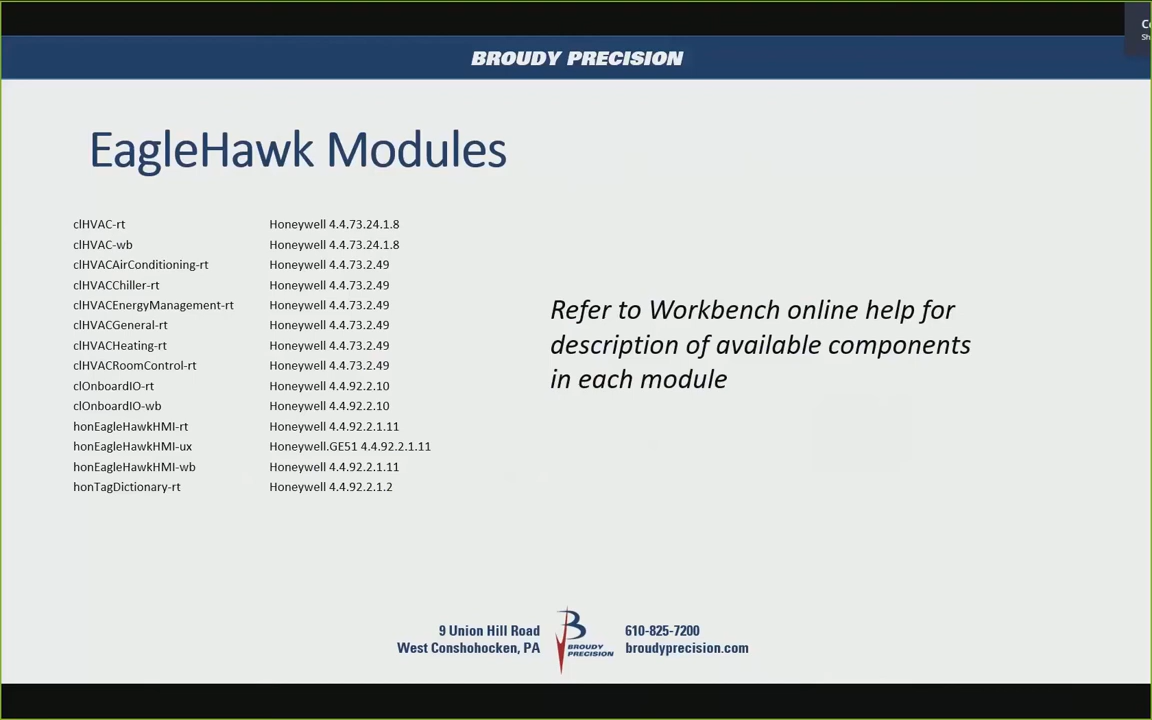 BROUDY PRECISION
EagleHawk Modules
clHVAC-rt Honeywell 4.4.73.24.1.8
clHVAC-wb Honeywell 4.4.73.24.1.8
clHVACAirConditioning-rt Honeywell 4.4.73.2.49
clHVACChiller-rt Honeywell 4.4.73.2.49
clHVACEnergyManagement-rt Honeywell 4.4.73.2.49
clHVACGeneral-rt Honeywell 4.4.73.2.49
clHVACHeating-rt Honeywell 4.4.73.2.49
clHVACRoomControl-rt Honeywell 4.4.73.2.49
clOnboardIO-rt Honeywell 4.4.92.2.10
clOnboardIO-wb Honeywell 4.4.92.2.10
honEagleHawkHMI-rt Honeywell 4.4.92.2.1.11
honEagleHawkHMI-ux Honeywell.GE51 4.4.92.2.1.11
honEagleHawkHMI-wb Honeywell 4.4.92.2.1.11
honTagDictionary-rt Honeywell 4.4.92.2.1.2
Refer to Workbench online help for
description of available components
in each module
9 Union Hill Road
West Conshohocken, PA
BROUDY
PRECISION
610-825-7200
broudyprecision.com